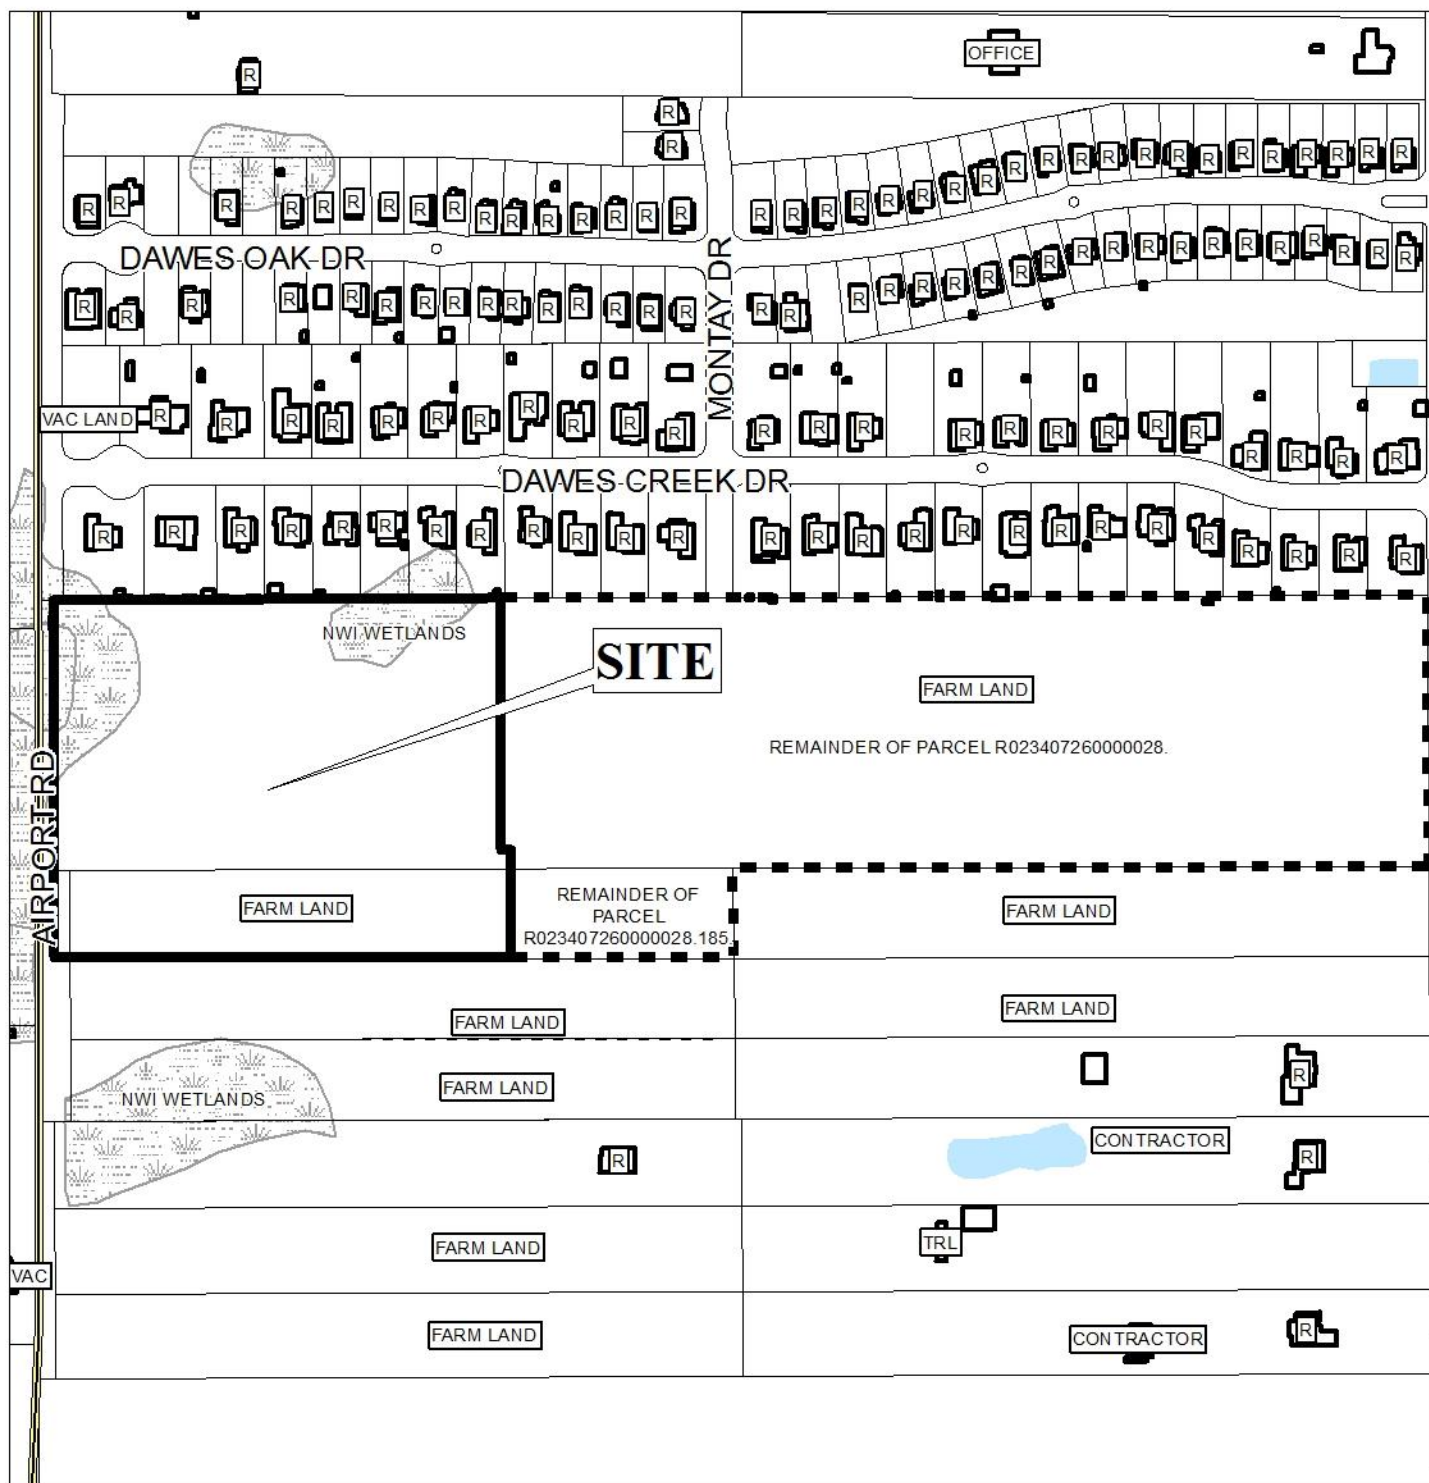 OFFICE
R
R
R
R R R R R R R R R R R R R R R R R R R R R R R R R R R R R R R R R R R R R
DAWES OAK DR
MONTAY DR
R R R R R R R R R R R R R R R R R R R R R R R R R R R R R R R R R R R
VAC LAND
R R R R R R R R R R R R R R R R R R R R R R R R
DAWES CREEK DR
R R R R R R R R R R R R R R R R R R R R R R R R R R
NWI WETLANDS
SITE
FARM LAND
REMAINDER OF PARCEL R023407260000028.
AIRPORT RD
FARM LAND
REMAINDER OF
PARCEL
R023407260000028.185.
FARM LAND
FARM LAND
FARM LAND
R
FARM LAND
NWI WETLANDS
CONTRACTOR
R
R
FARM LAND
TRL
VAC
FARM LAND
CONTRACTOR
R